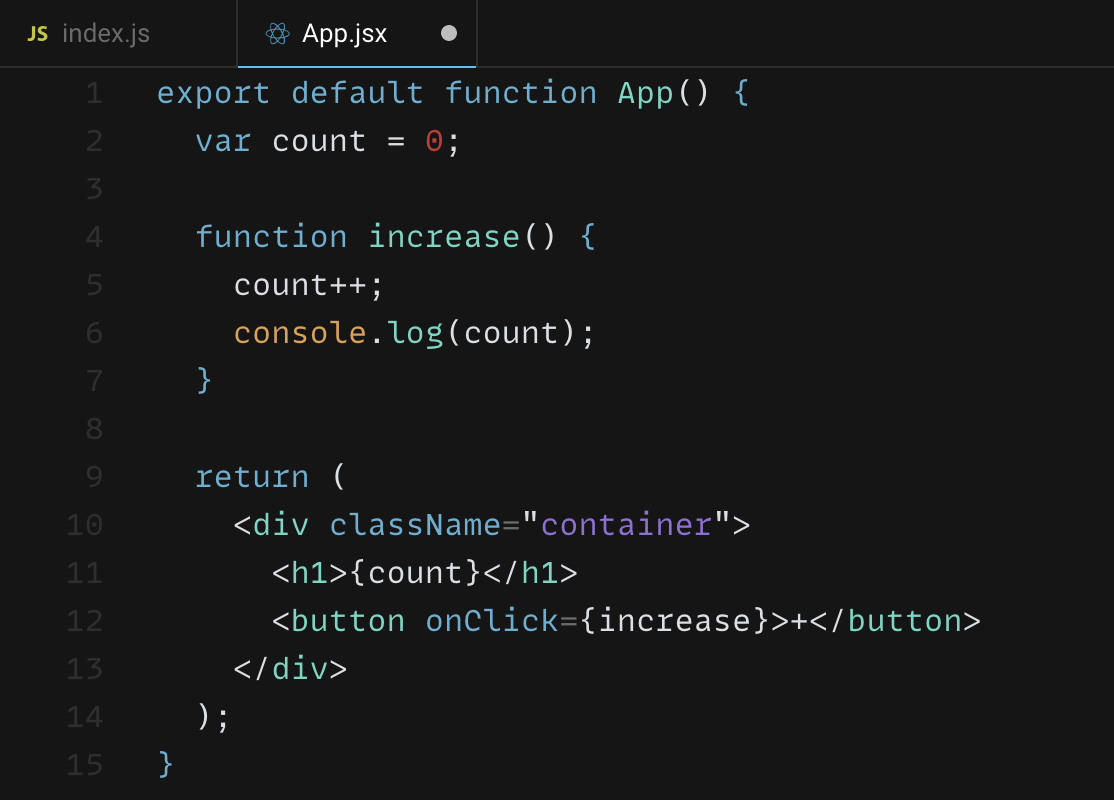 JS index.js App.jsx
1 export default function App() {
2   var count = 0;
3
4   function increase() {
5     count++;
6     console.log(count);
7   }
8
9   return (
10     <div className="container">
11       <h1>{count}</h1>
12       <button onClick={increase}>+</button>
13     </div>
14   );
15 }